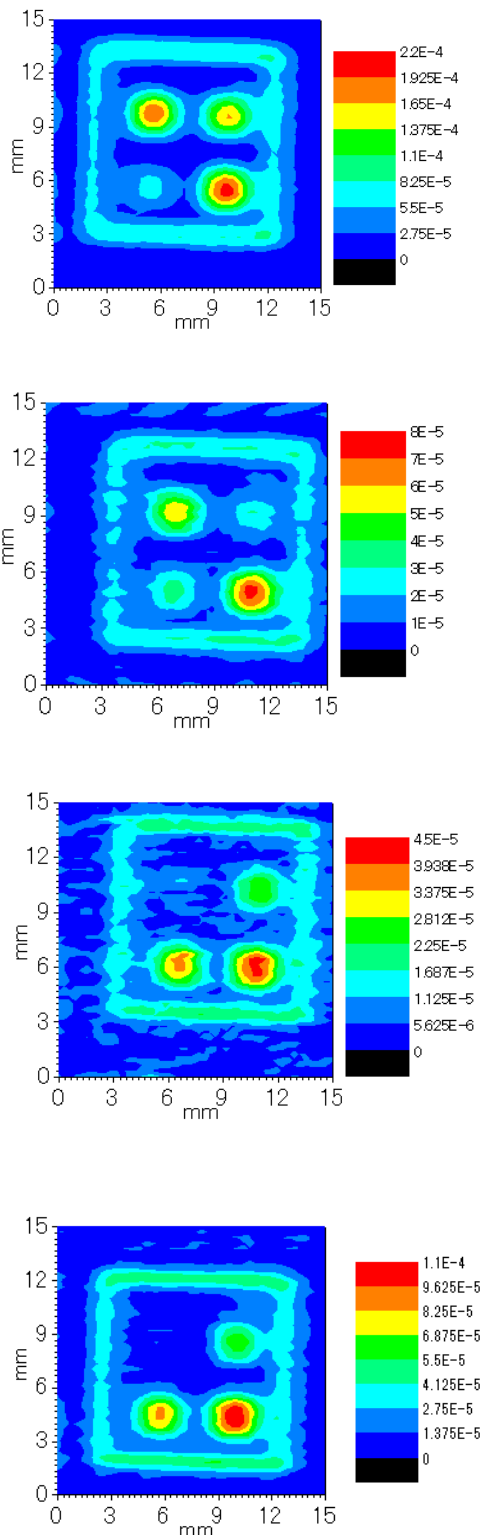 15
12
9
6
3
0
mm
0 3 6 9 12 15
mm
2.2E-4
1.925E-4
1.65E-4
1.375E-4
1.1E-4
8.25E-5
5.5E-5
2.75E-5
0
15
12
9
6
3
0
mm
0 3 6 9 12 15
mm
8E-5
7E-5
6E-5
5E-5
4E-5
3E-5
2E-5
1E-5
0
15
12
9
6
3
0
mm
0 3 6 9 12 15
mm
4.5E-5
3.938E-5
3.375E-5
2.812E-5
2.25E-5
1.687E-5
1.125E-5
5.625E-6
0
15
12
9
6
3
0
mm
0 3 6 9 12 15
mm
1.1E-4
9.625E-5
8.25E-5
6.875E-5
5.5E-5
4.125E-5
2.75E-5
1.375E-5
0